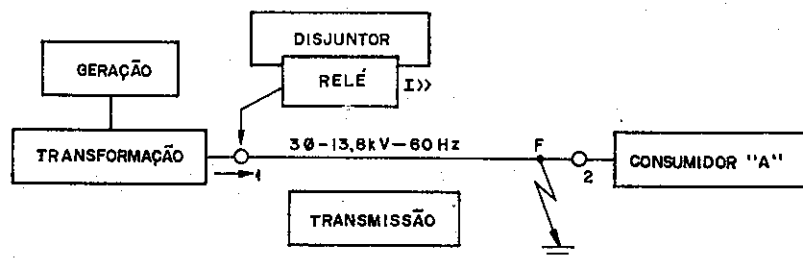 DISJUNTOR
GERAÇÃO
RELÉ
I>>
TRANSFORMAÇÃO
3Ø-13,8kV-60Hz
F
CONSUMIDOR "A"
1
2
TRANSMISSÃO